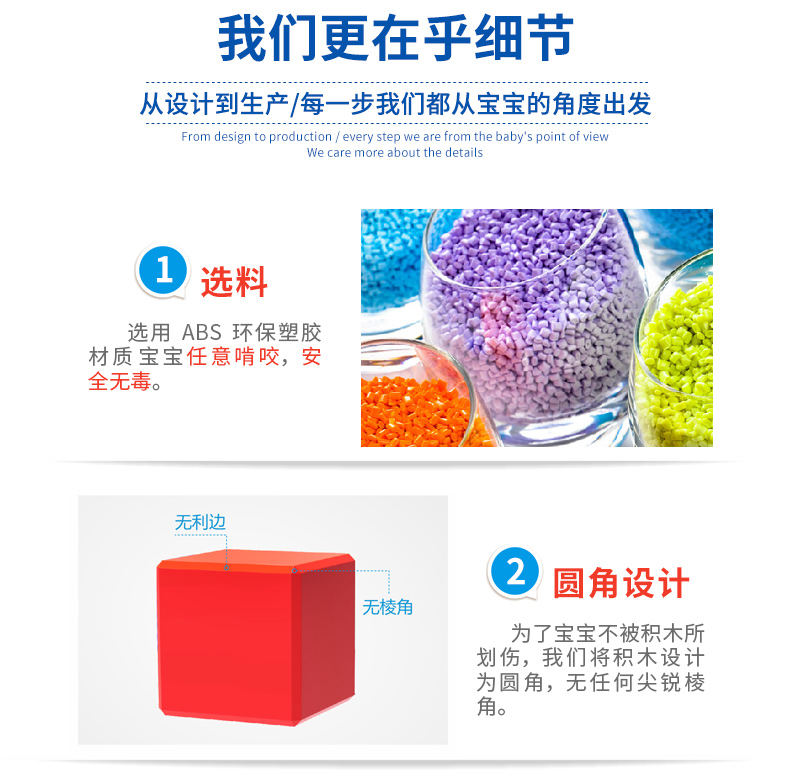 我们更在乎细节
从设计到生产/每一步我们都从宝宝的角度出发
From design to production / every step we are from the baby's point of view
We care more about the details
1 选料
选用 ABS 环保塑胶
材质宝宝任意啃咬，安
全无毒。
无利边
无棱角
2 圆角设计
为了宝宝不被积木所
划伤，我们将积木设计
为圆角，无任何尖锐棱
角。